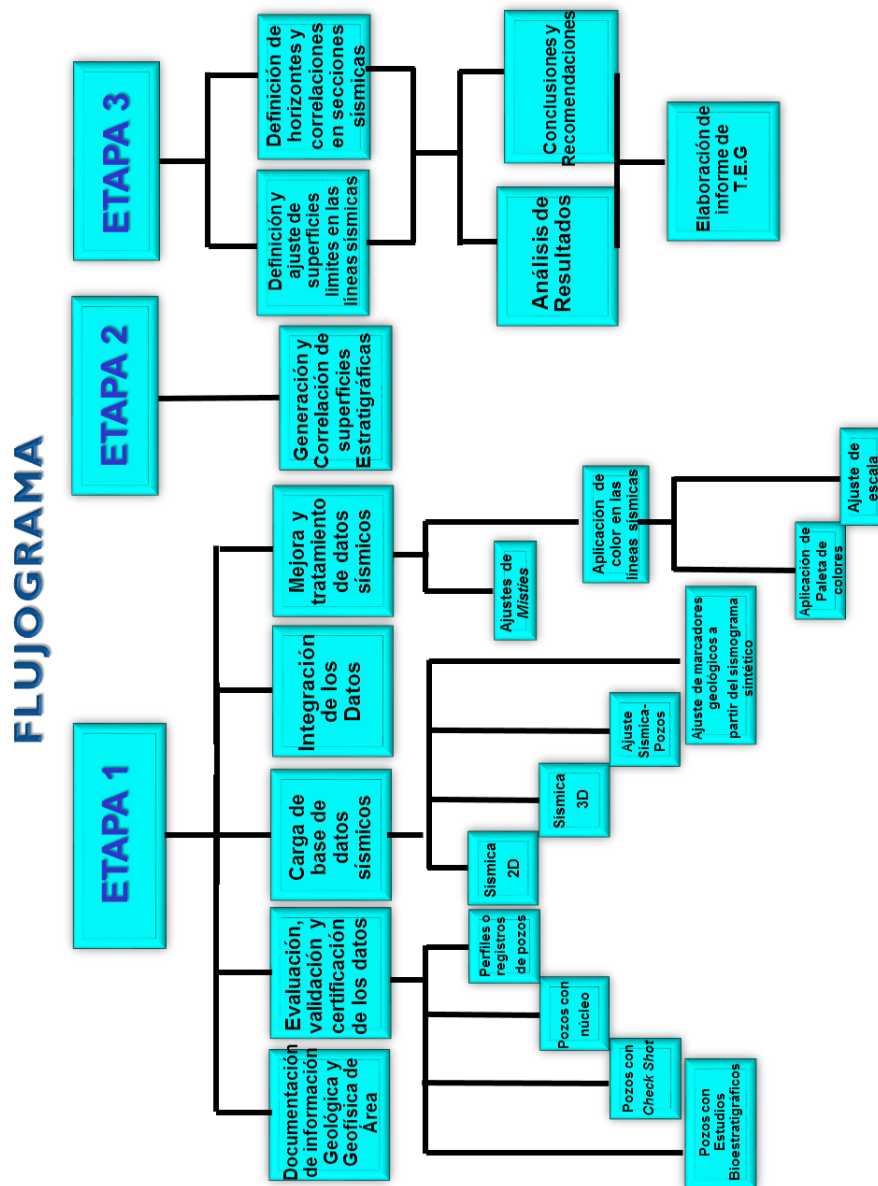 FLUJOGRAMA
ETAPA 1
Documentación
de información
Geológica y
Geofísica de
Área
Evaluación,
validación y
certificación
de los datos
Perfiles o
registros
de pozos
Pozos con
núcleo
Pozos con
Check Shot
Pozos con
Estudios
Bioestratigráficos
Carga de
base de
datos
sísmicos
Sísmica
2D
Sísmica
3D
Ajuste
Sísmica-
Pozos
Ajuste de marcadores
geológicos a
partir del sismograma
sintético
Integración
de los
Datos
Mejora y
tratamiento
de datos
sísmicos
Ajustes de
Misties
Aplicación de
color en las
líneas sísmicas
Aplicación de
Paleta de
colores
Ajuste de
escala
ETAPA 2
Generación y
Correlación de
superficies
Estratigráficas
ETAPA 3
Definición y
ajuste de
superficies
limites en las
líneas sísmicas
Definición de
horizontes y
correlaciones
en secciones
sísmicas
Análisis de
Resultados
Conclusiones y
Recomendaciones
Elaboración de
informe de
T.E.G